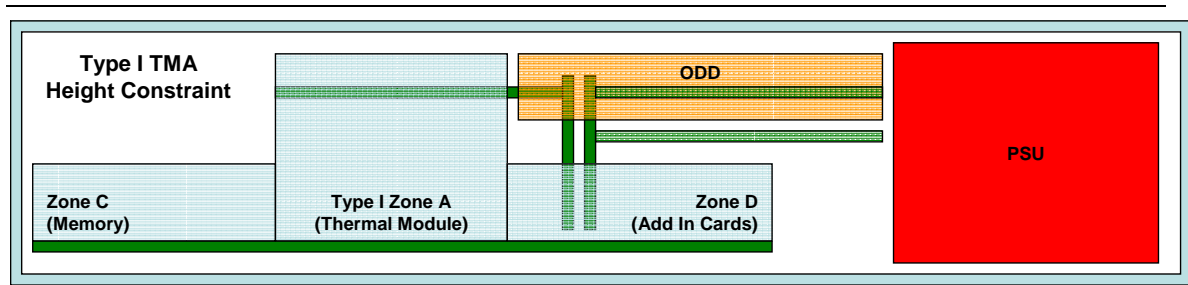 Type I TMA
Height Constraint
ODD
PSU
Zone C
(Memory)
Type I Zone A
(Thermal Module)
Zone D
(Add In Cards)